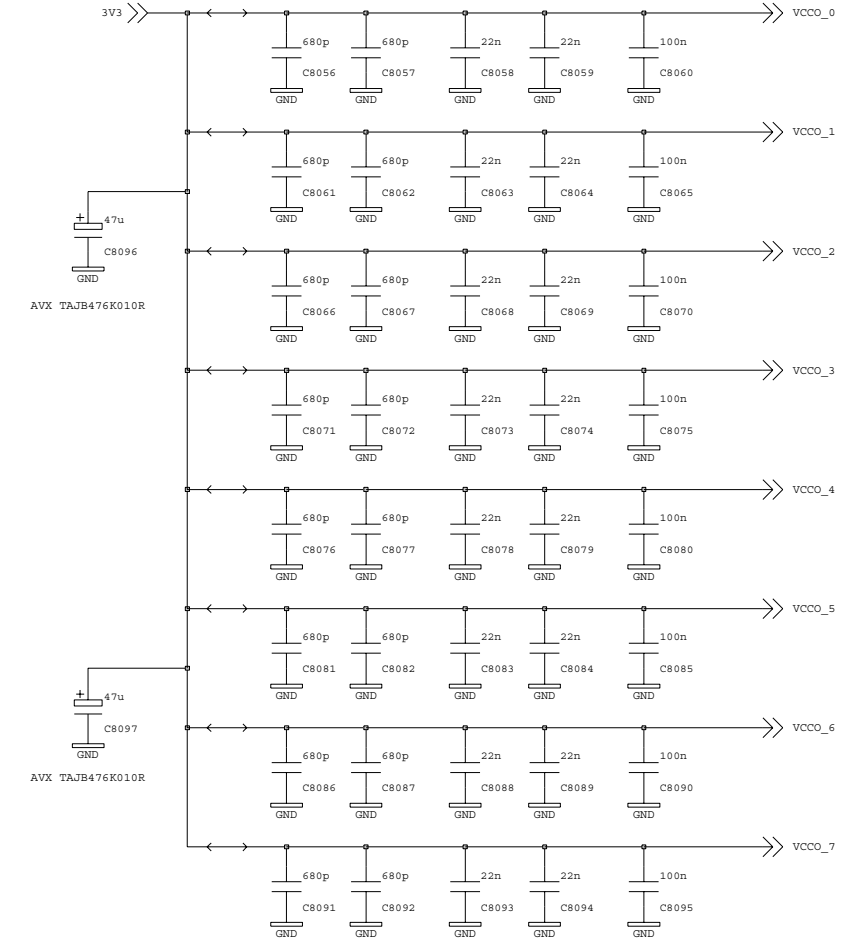 3V3 VCCO_0
680p 680p 22n 22n 100n
C8056 C8057 C8058 C8059 C8060
GND GND GND GND GND
VCCO_1
680p 680p 22n 22n 100n
C8061 C8062 C8063 C8064 C8065
GND GND GND GND GND
+ 47u
C8096
GND
AVX TAJB476K010R
VCCO_2
680p 680p 22n 22n 100n
C8066 C8067 C8068 C8069 C8070
GND GND GND GND GND
VCCO_3
680p 680p 22n 22n 100n
C8071 C8072 C8073 C8074 C8075
GND GND GND GND GND
VCCO_4
680p 680p 22n 22n 100n
C8076 C8077 C8078 C8079 C8080
GND GND GND GND GND
VCCO_5
680p 680p 22n 22n 100n
C8081 C8082 C8083 C8084 C8085
GND GND GND GND GND
+ 47u
C8097
GND
AVX TAJB476K010R
VCCO_6
680p 680p 22n 22n 100n
C8086 C8087 C8088 C8089 C8090
GND GND GND GND GND
VCCO_7
680p 680p 22n 22n 100n
C8091 C8092 C8093 C8094 C8095
GND GND GND GND GND